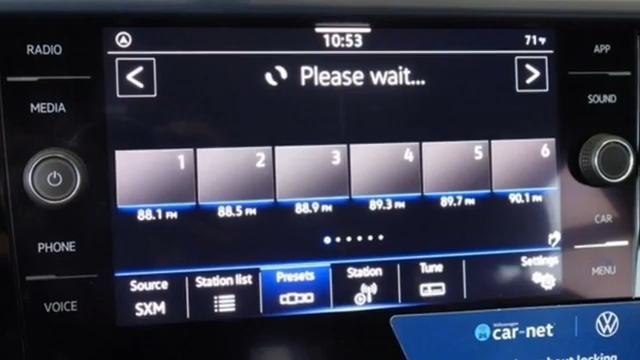 RADIO
MEDIA
PHONE
VOICE
10:53
71°F
< Please wait... >
1 2 3 4 5 6
88.1 FM 88.5 FM 88.9 FM 89.3 FM 89.7 FM 90.1 FM
Source SXM
Station list
Presets
Station
Tune
Settings
APP
SOUND
CAR
MENU
Volkswagen
car-net®
VW